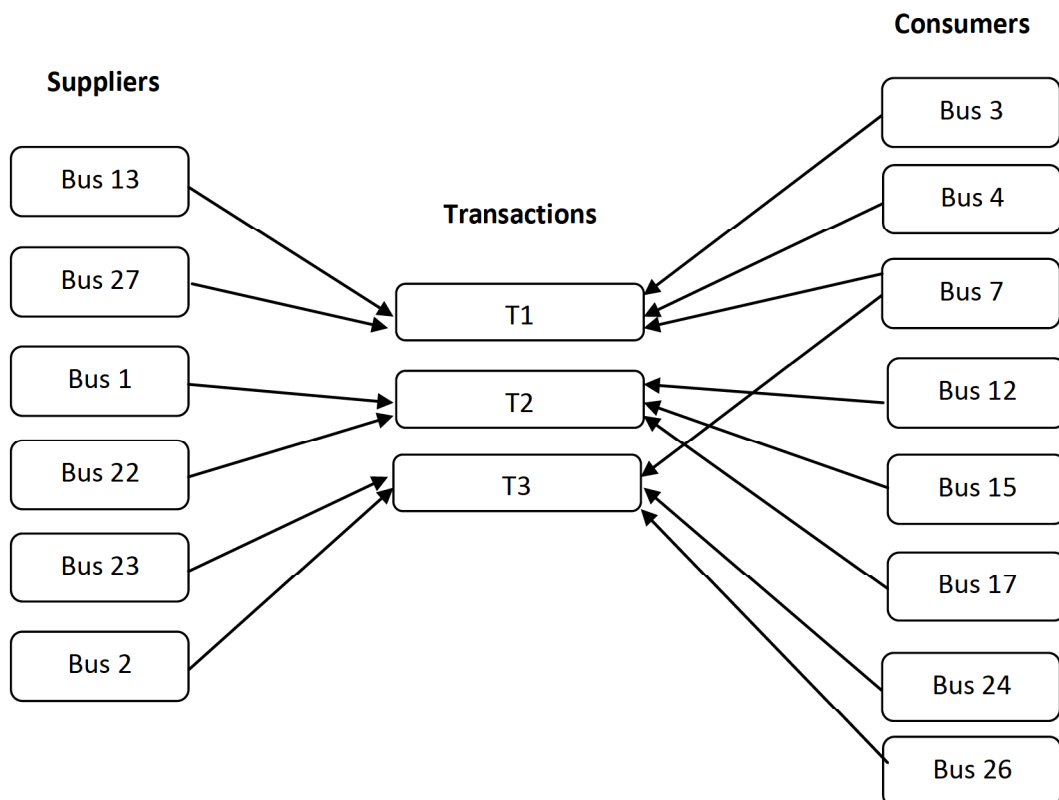 Suppliers
Bus 13
Bus 27
Bus 1
Bus 22
Bus 23
Bus 2
Transactions
T1
T2
T3
Consumers
Bus 3
Bus 4
Bus 7
Bus 12
Bus 15
Bus 17
Bus 24
Bus 26